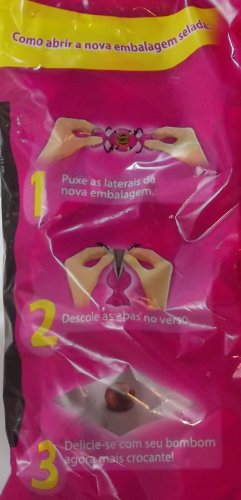 Como abrir a nova embalagem selada:
1
Puxe as laterais da
nova embalagem.
2
Descole as abas no verso.
3
Delicie-se com seu bombom
agora mais crocante!